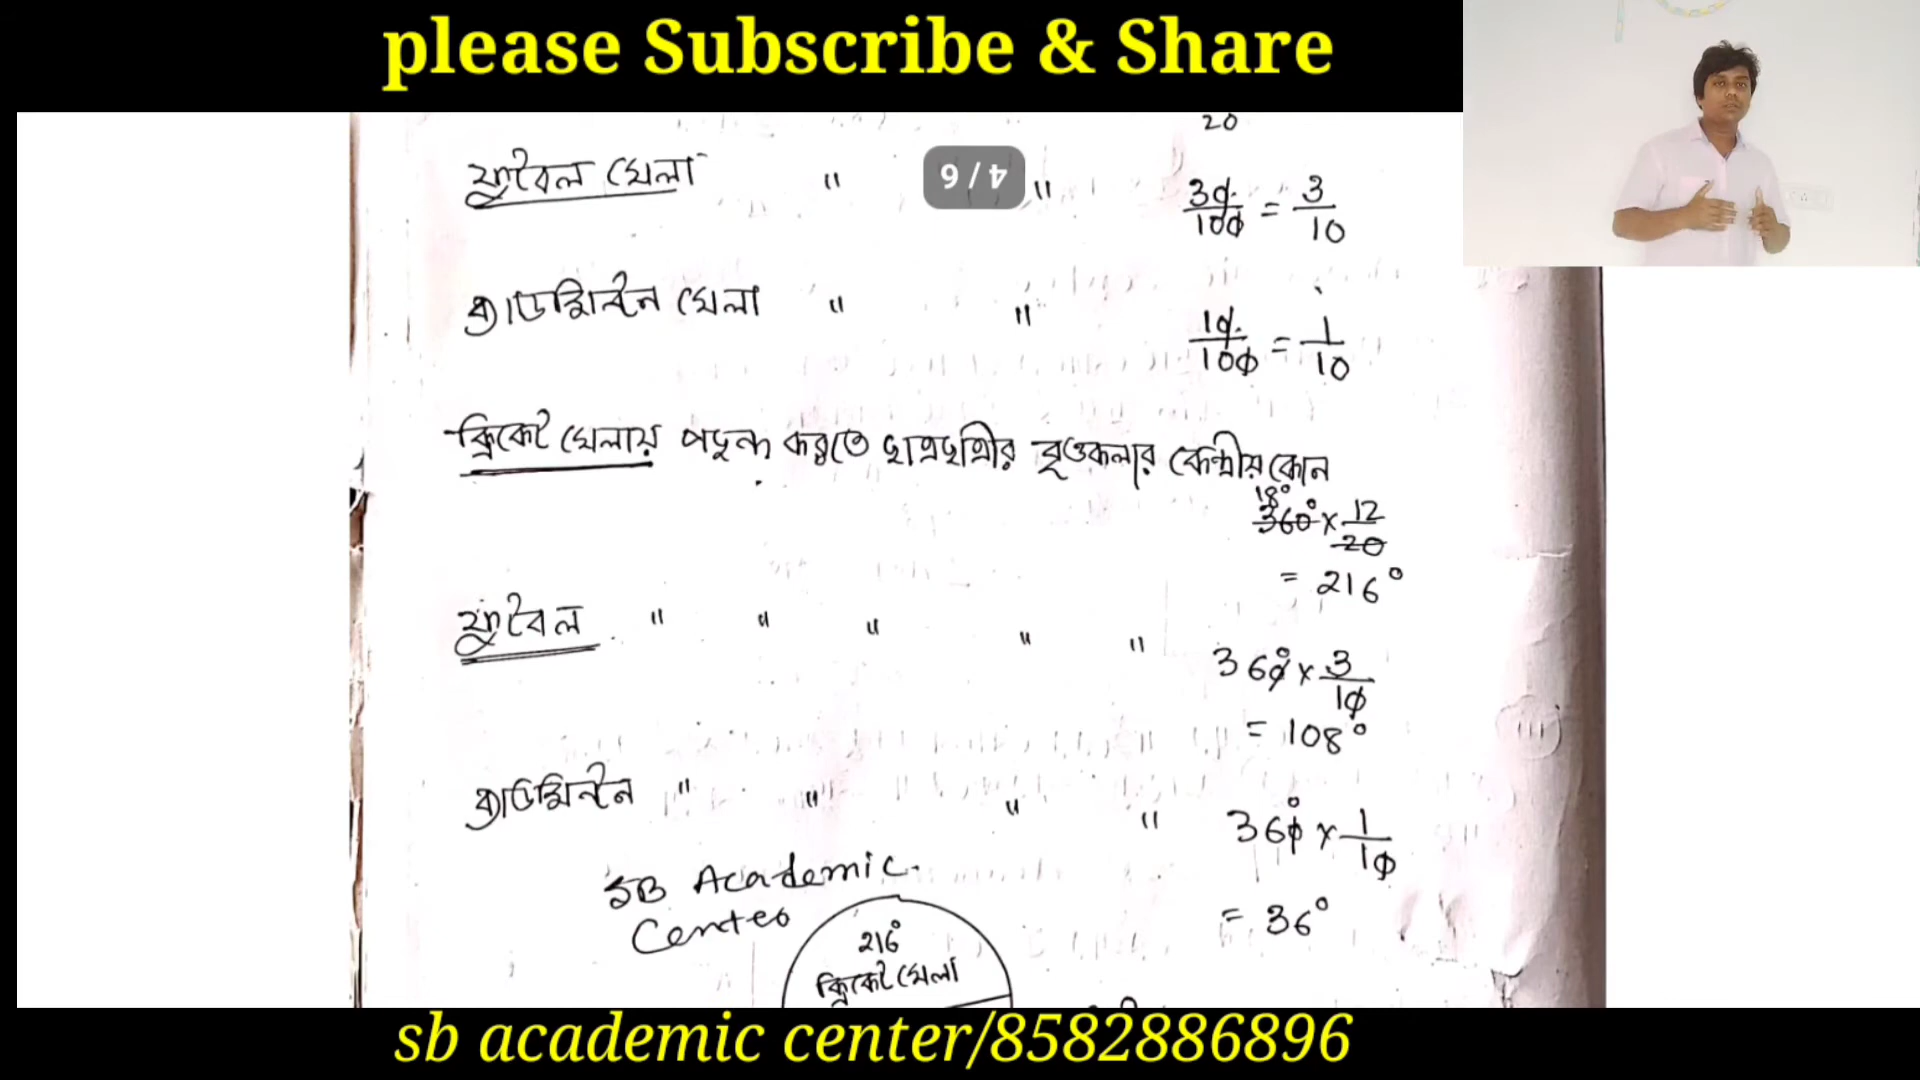 please Subscribe & Share
20
ফুটবল খেলা " "
4/6
30/100 = 3/10
ব্যাডমিন্টন খেলা " " 10/100 = 1/10
ক্রিকেট খেলায় পছন্দ করতে ছাত্রছাত্রীর বৃত্তকলার কেন্দ্রীয় কোন
18°
360° × 12/20
= 216°
ফুটবল " " " " " 360° × 3/10
= 108°
ব্যাডমিন্টন " " " " 360° × 1/10
= 36°
SB Academic
Center
216°
ক্রিকেট খেলা
sb academic center/8582886896